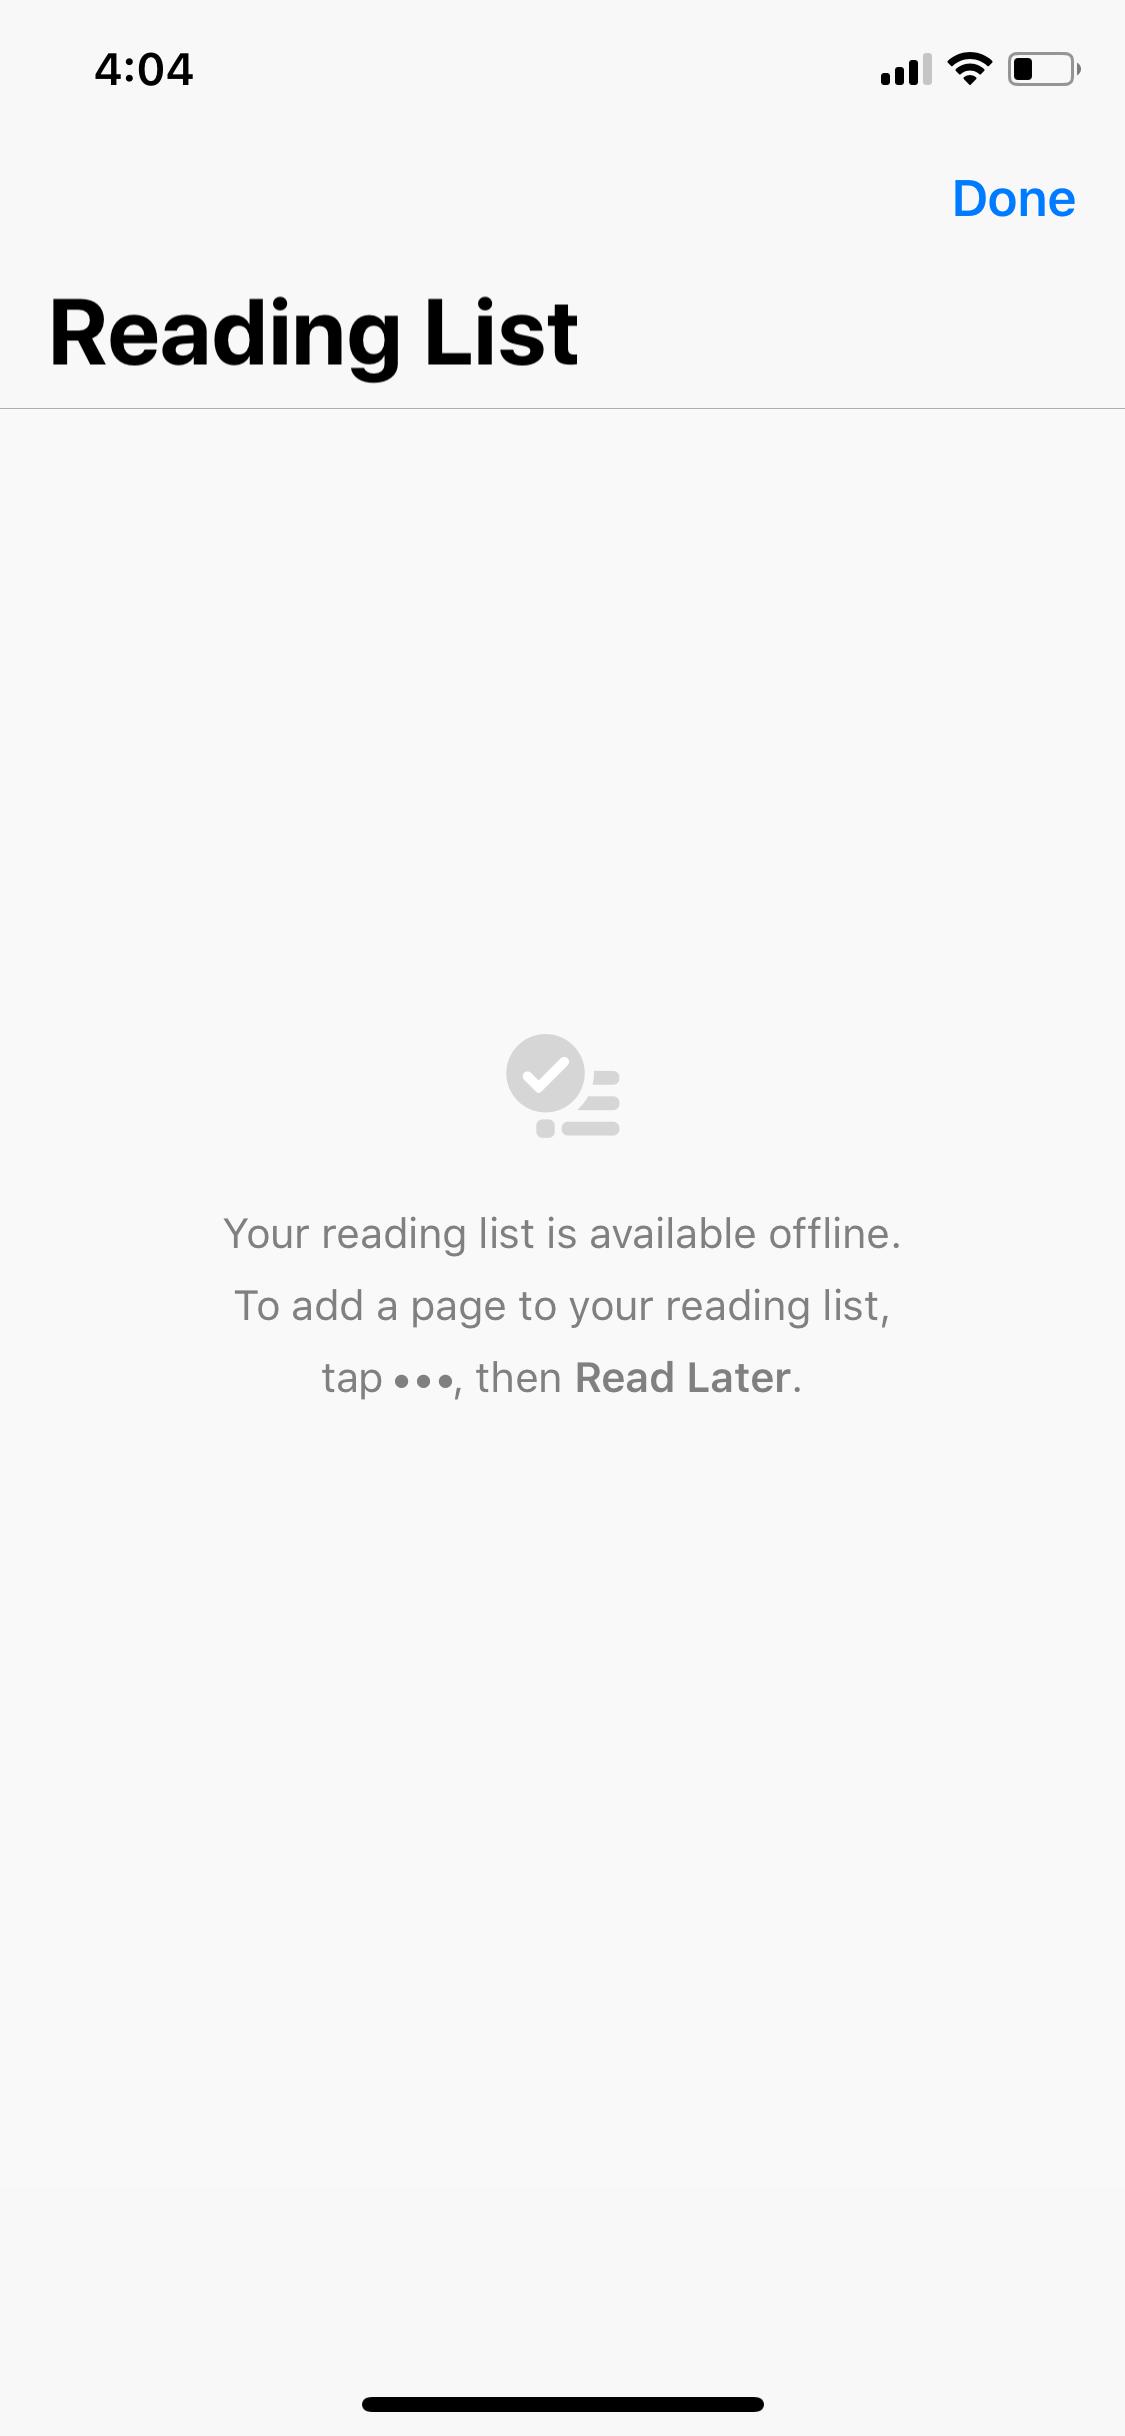 4:04
Done
Reading List
Your reading list is available offline.
To add a page to your reading list,
tap •••, then Read Later.